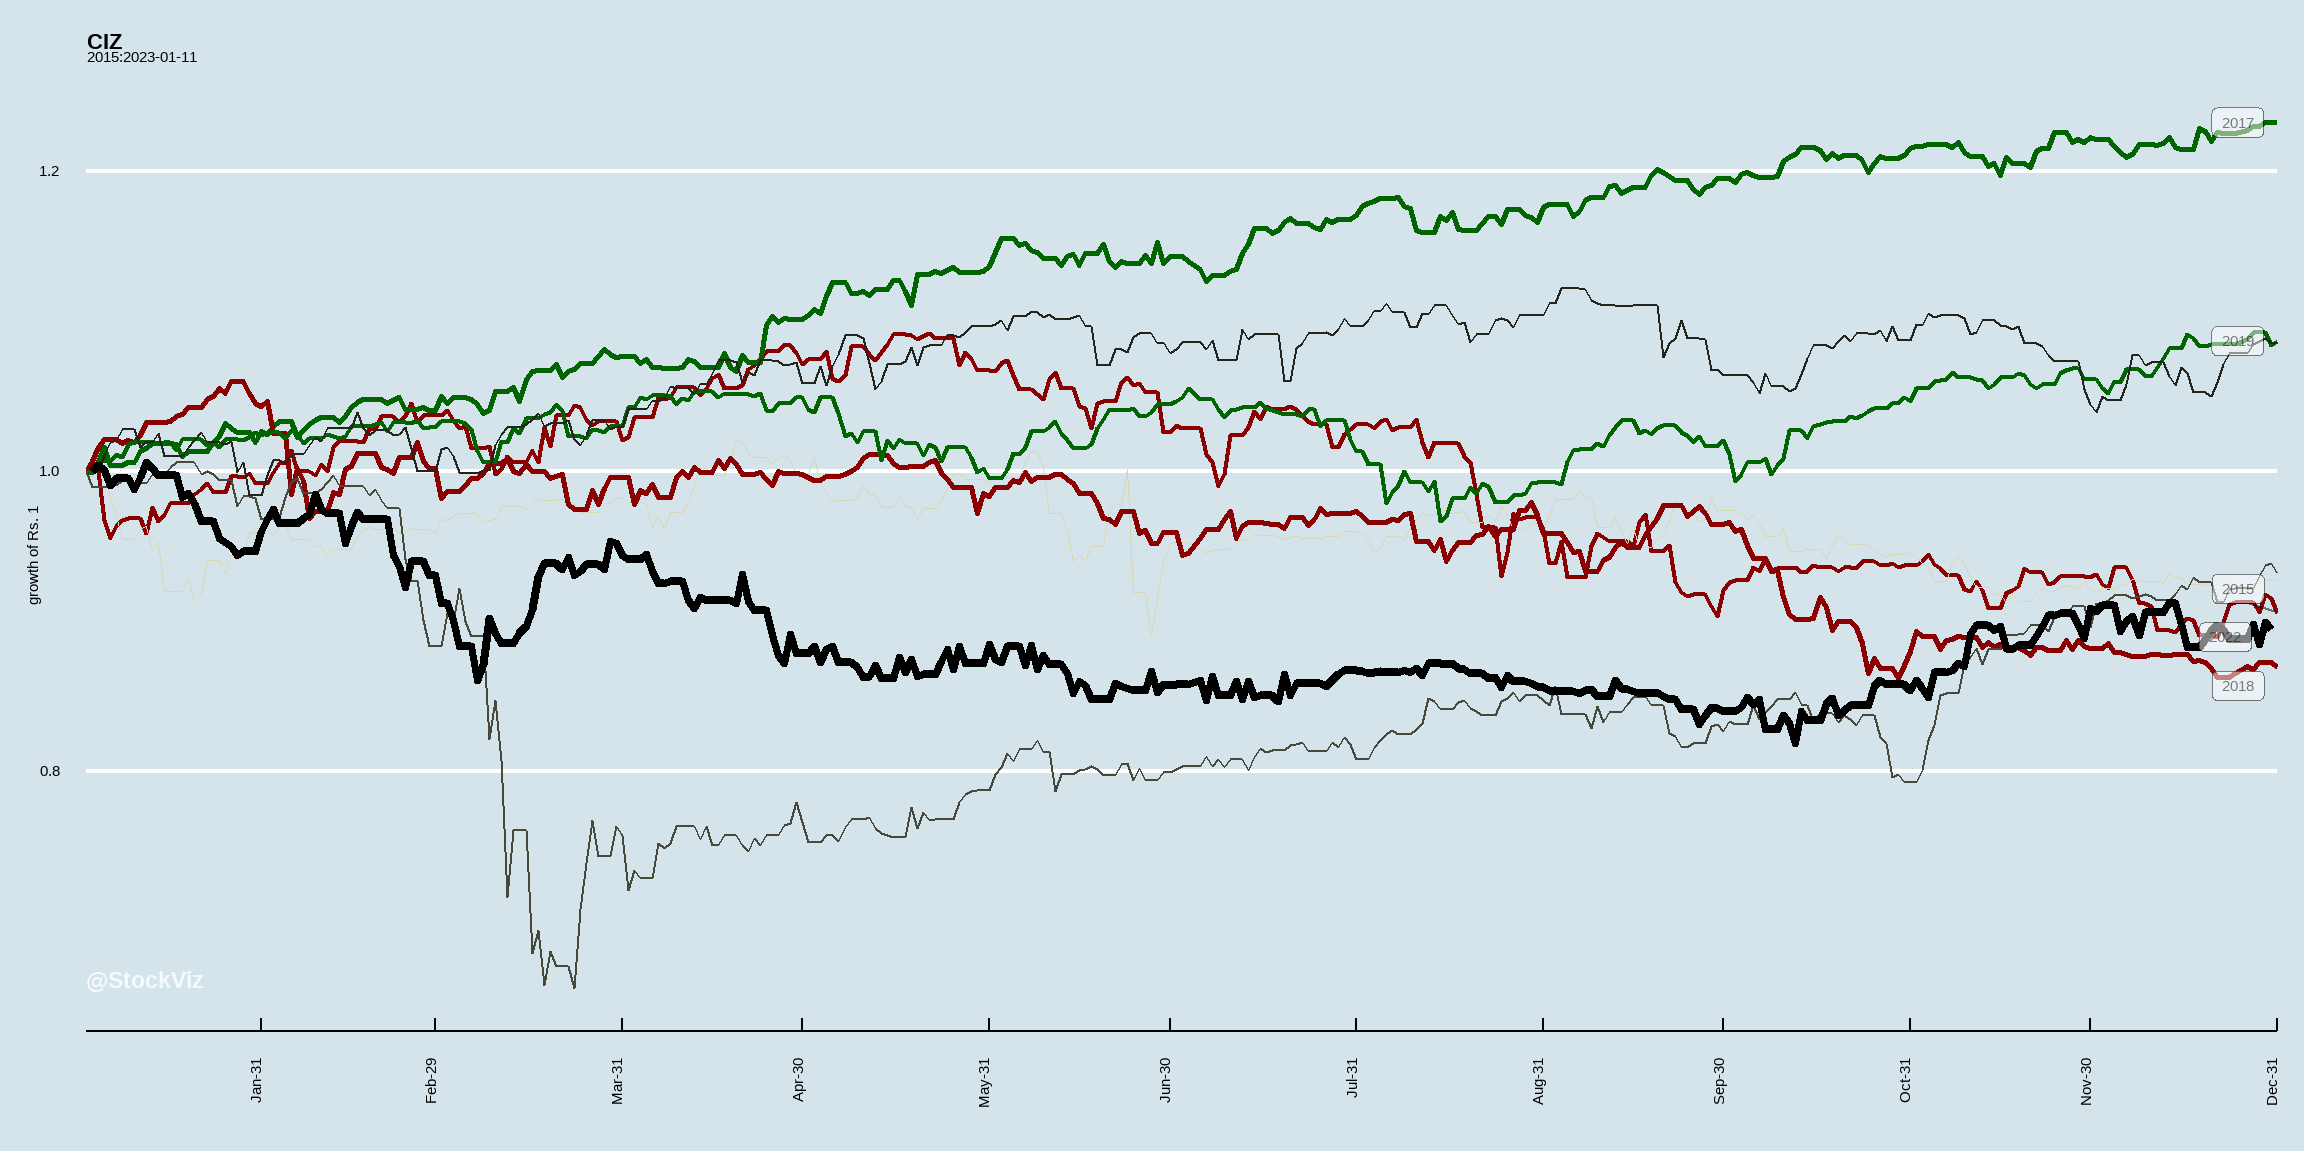 CIZ
2015:2023-01-11
growth of Rs. 1
1.2
1.0
0.8
2017
2019
2015
2022
2018
@StockViz
Jan-31
Feb-29
Mar-31
Apr-30
May-31
Jun-30
Jul-31
Aug-31
Sep-30
Oct-31
Nov-30
Dec-31